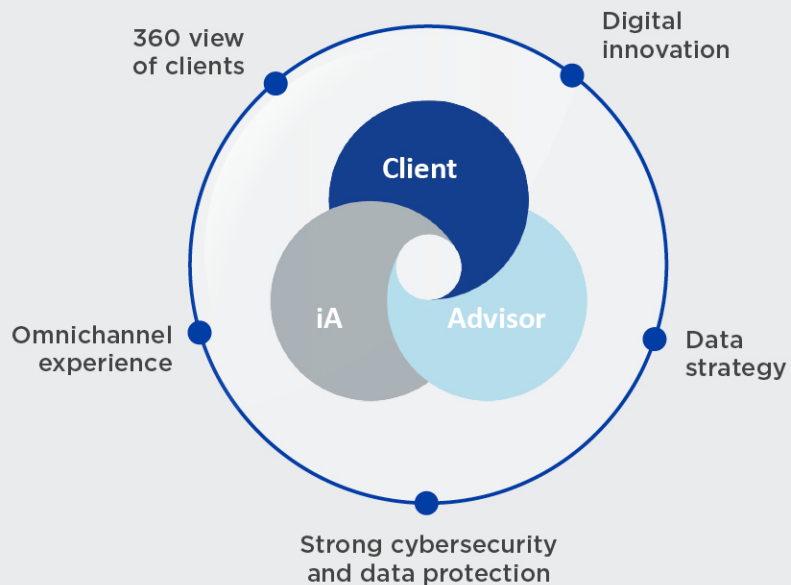 360 view
of clients
Digital
innovation
Client
iA
Advisor
Omnichannel
experience
Data
strategy
Strong cybersecurity
and data protection